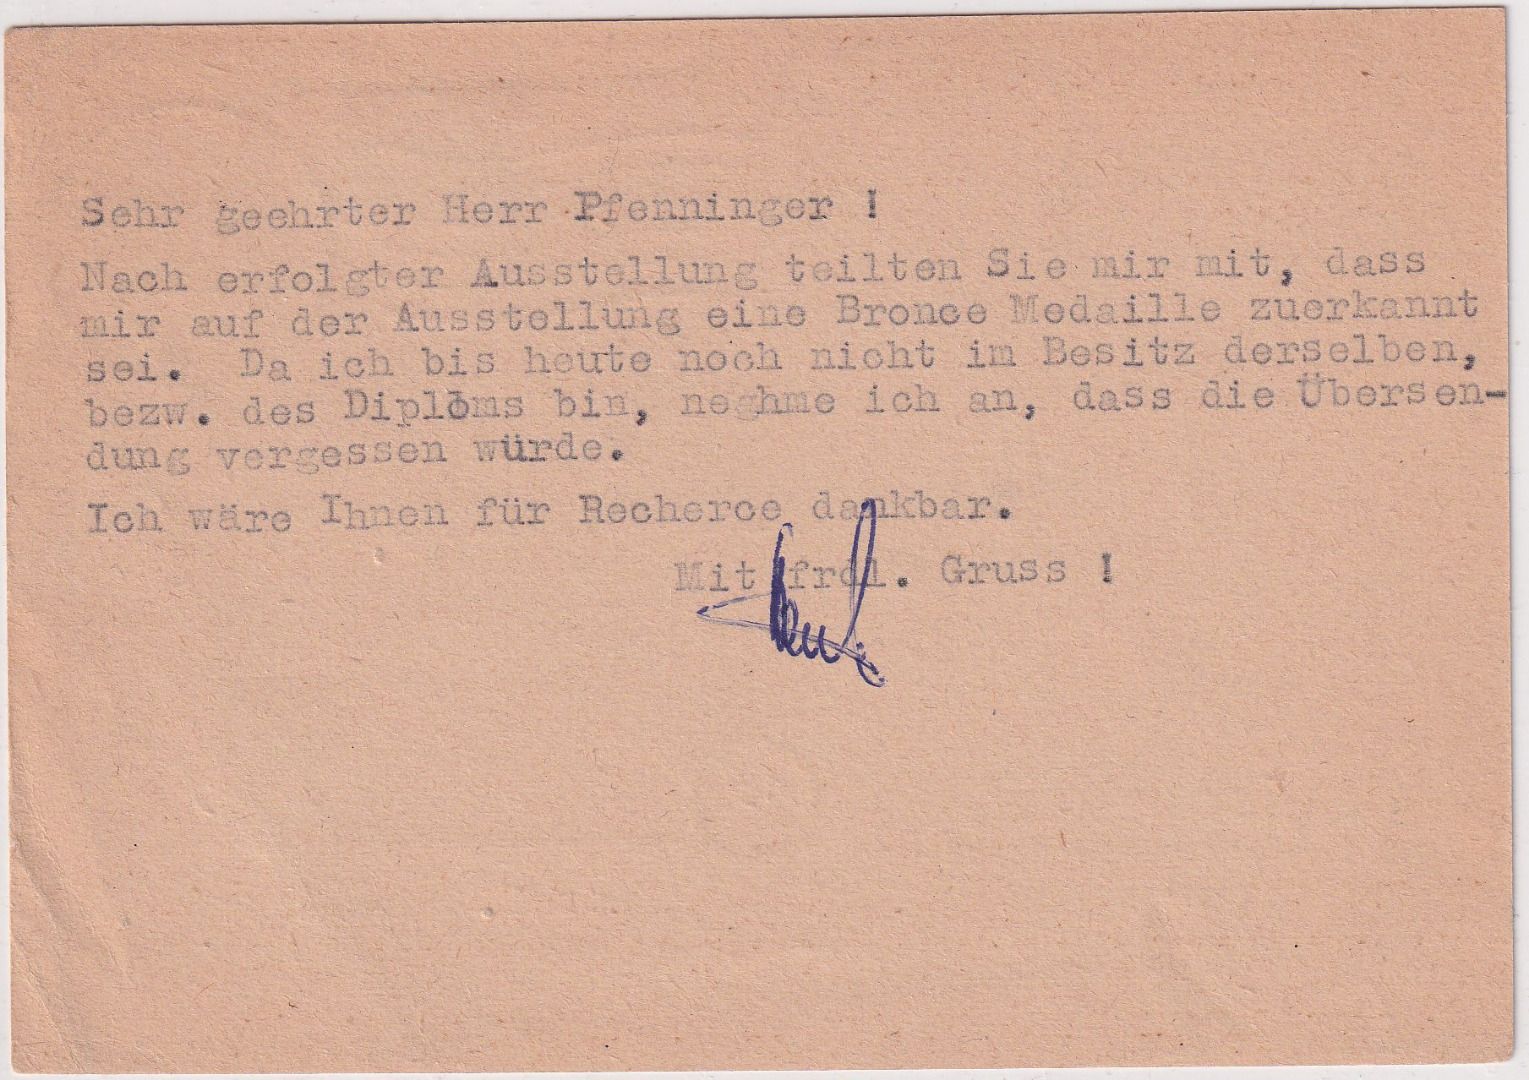 Sehr geehrter Herr Pfenninger !
Nach erfolgter Ausstellung teilten Sie mir mit, dass
mir auf der Ausstellung eine Bronce Medaille zuerkannt
sei. Da ich bis heute noch nicht im Besitz derselben,
bezw. des Diploms bin, neghme ich an, dass die Übersen-
dung vergessen würde.
Ich wäre Ihnen für Recherce dankbar.
Mit frdl. Gruss !